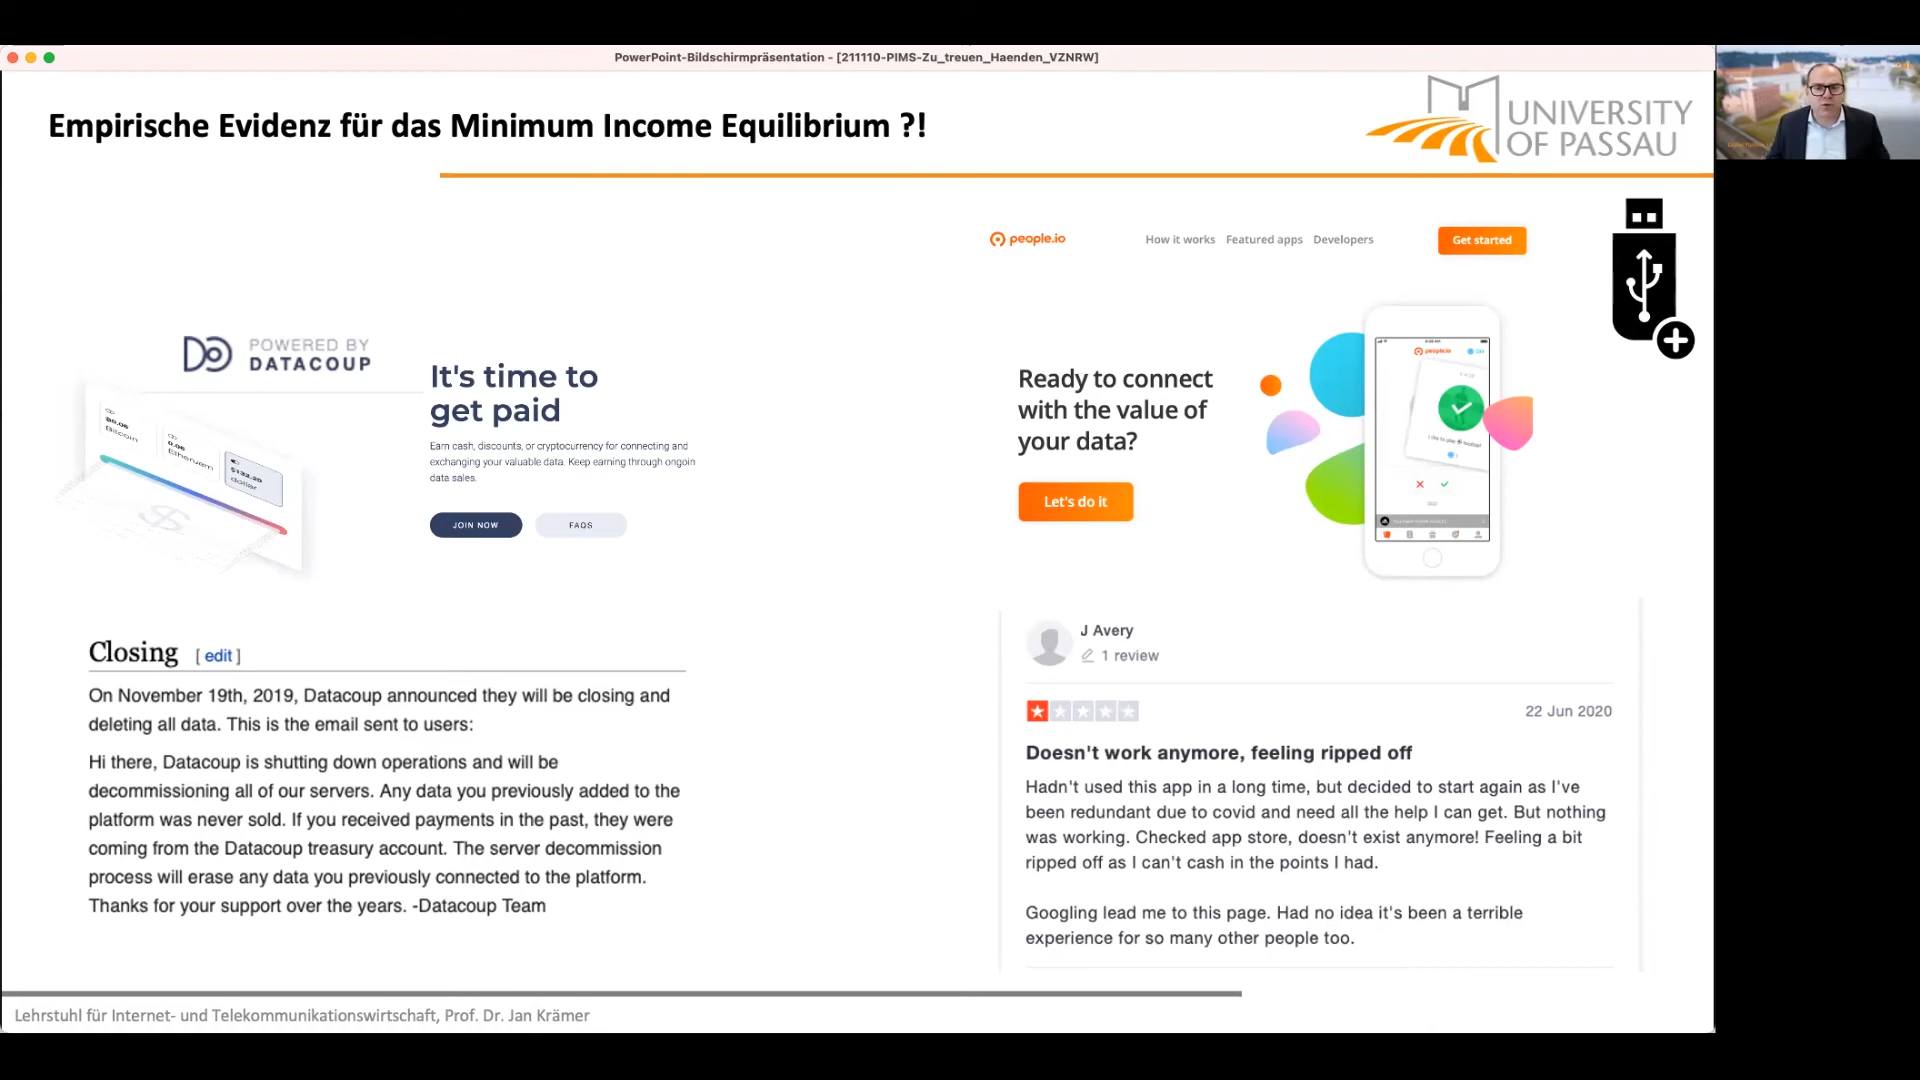 PowerPoint-Bildschirmpräsentation - [211110-PIMS-Zu_treuen_Haenden_VZNRW]
Empirische Evidenz für das Minimum Income Equilibrium ?!
UNIVERSITY
OF PASSAU
people.io
How it works
Featured apps
Developers
Get started
POWERED BY
DATACOUP
It's time to
get paid
Earn cash, discounts, or cryptocurrency for connecting and
exchanging your valuable data. Keep earning through ongoin
data sales.
JOIN NOW
FAQS
Bitcoin
dollar
Ready to connect
with the value of
your data?
Let's do it
people.io
Closing [ edit ]
On November 19th, 2019, Datacoup announced they will be closing and
deleting all data. This is the email sent to users:
Hi there, Datacoup is shutting down operations and will be
decommissioning all of our servers. Any data you previously added to the
platform was never sold. If you received payments in the past, they were
coming from the Datacoup treasury account. The server decommission
process will erase any data you previously connected to the platform.
Thanks for your support over the years. -Datacoup Team
J Avery
1 review
22 Jun 2020
Doesn't work anymore, feeling ripped off
Hadn't used this app in a long time, but decided to start again as I've
been redundant due to covid and need all the help I can get. But nothing
was working. Checked app store, doesn't exist anymore! Feeling a bit
ripped off as I can't cash in the points I had.
Googling lead me to this page. Had no idea it's been a terrible
experience for so many other people too.
Lehrstuhl für Internet- und Telekommunikationswirtschaft, Prof. Dr. Jan Krämer